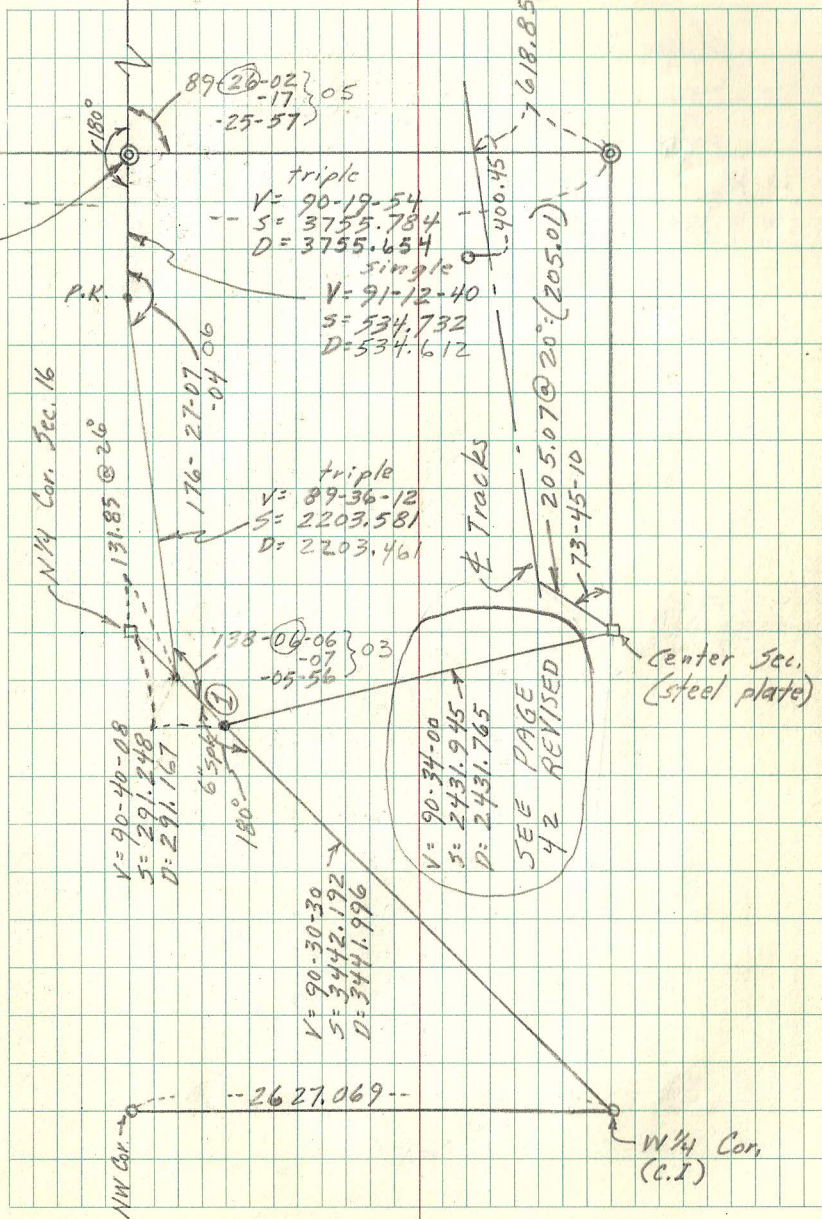 618.85
89-26-02
-17
-25-57
} 05
180°
triple
V= 90-19-54
S= 3755.784
D= 3755.654
400.45
single
V= 91-12-40
S= 534.732
D= 534.612
P.K.
176-27-07
-04 06
N 1/4 Cor. Sec. 16
131.85 @ 26°
triple
V= 89-36-12
S= 2203.581
D= 2203.461
℄ Tracks
205.07 @ 20°: (205.01)
73-45-10
138-06-06
-07
-05-56
} 03
Center Sec.
(steel plate)
V= 90-40-08
S= 291.248
D= 291.167
6" Spk
1
180°
V= 90-34-00
S= 2431.945
D= 2431.765
SEE PAGE
42 REVISED
V= 90-30-30
S= 3442.192
D= 3441.996
--2627.069--
NW Cor.
W 1/4 Cor.
(C.I)